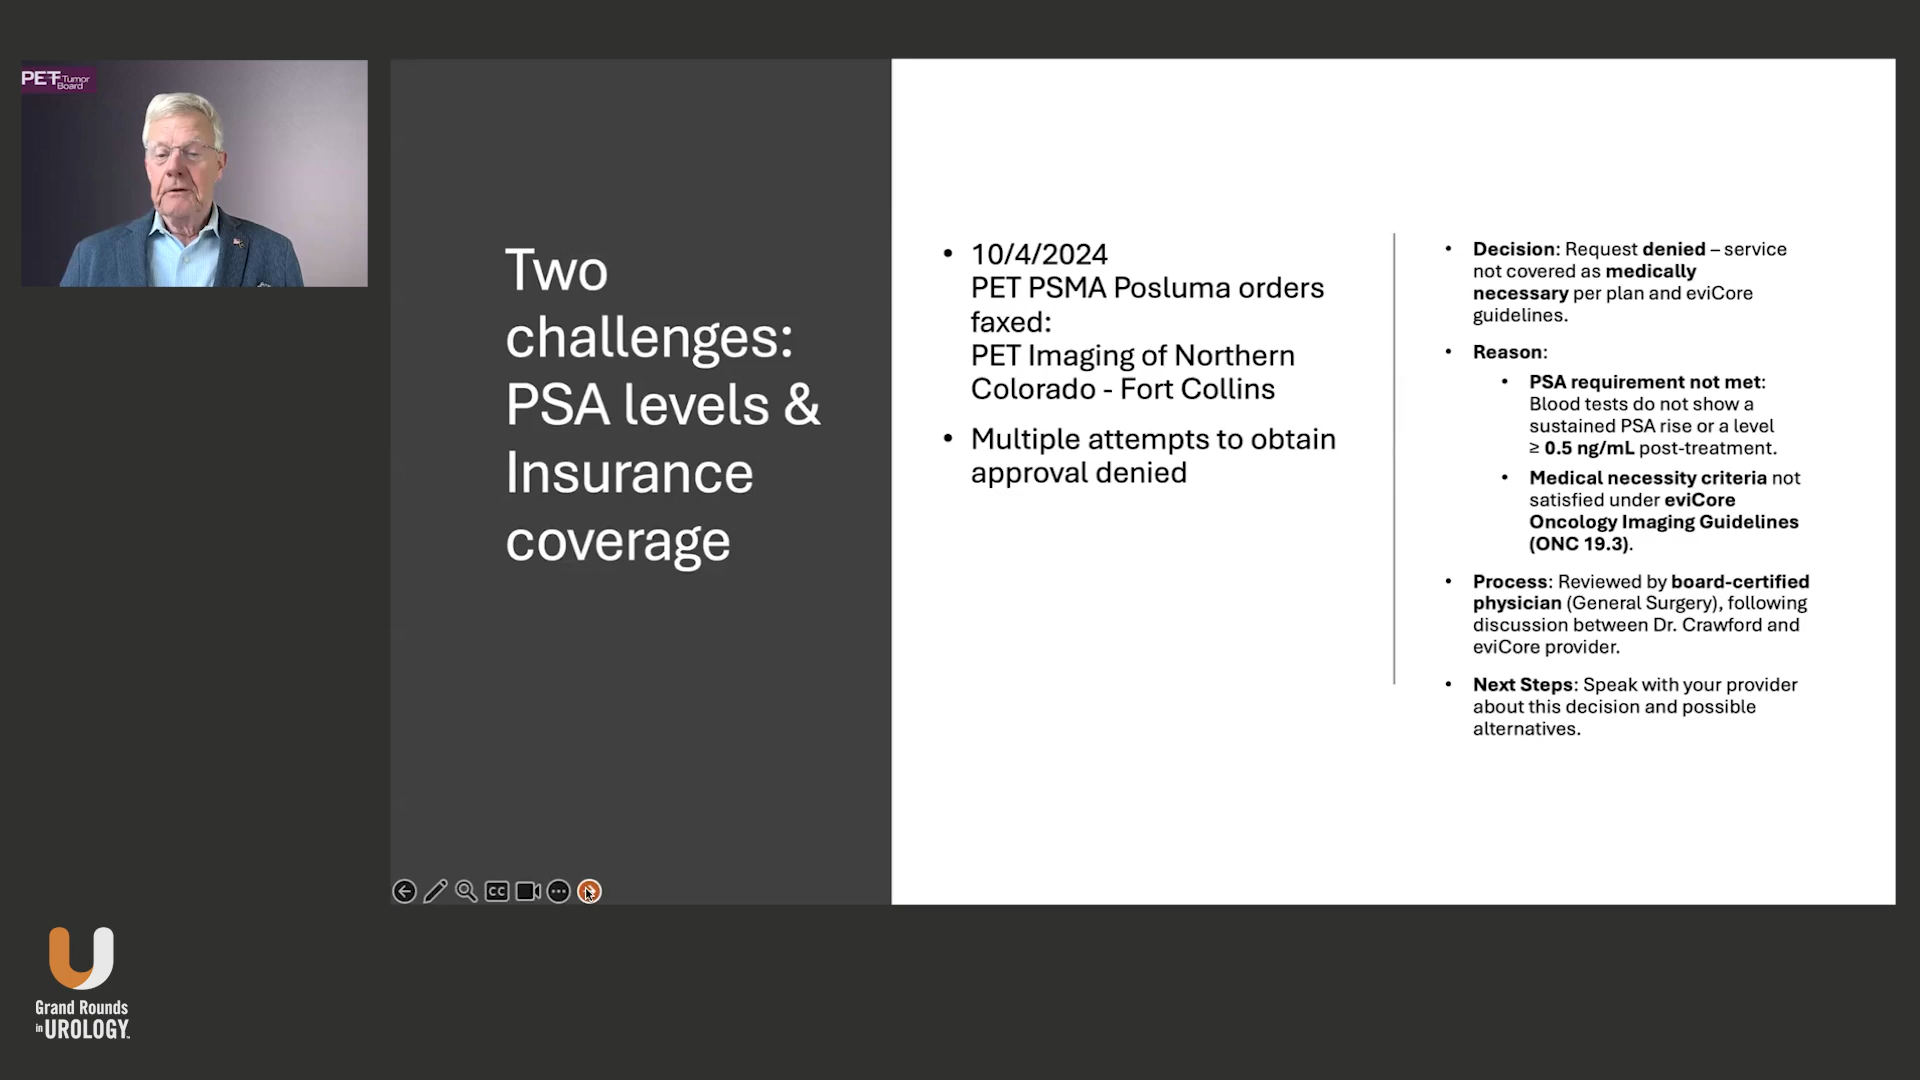 PET Tumor
Board
Two
challenges:
PSA levels &
Insurance
coverage
• 10/4/2024
PET PSMA Posluma orders
faxed:
PET Imaging of Northern
Colorado - Fort Collins
• Multiple attempts to obtain
approval denied
• Decision: Request denied – service
not covered as medically
necessary per plan and eviCore
guidelines.
• Reason:
• PSA requirement not met:
Blood tests do not show a
sustained PSA rise or a level
≥ 0.5 ng/mL post-treatment.
• Medical necessity criteria not
satisfied under eviCore
Oncology Imaging Guidelines
(ONC 19.3).
• Process: Reviewed by board-certified
physician (General Surgery), following
discussion between Dr. Crawford and
eviCore provider.
• Next Steps: Speak with your provider
about this decision and possible
alternatives.
CC
Grand Rounds
in UROLOGY™